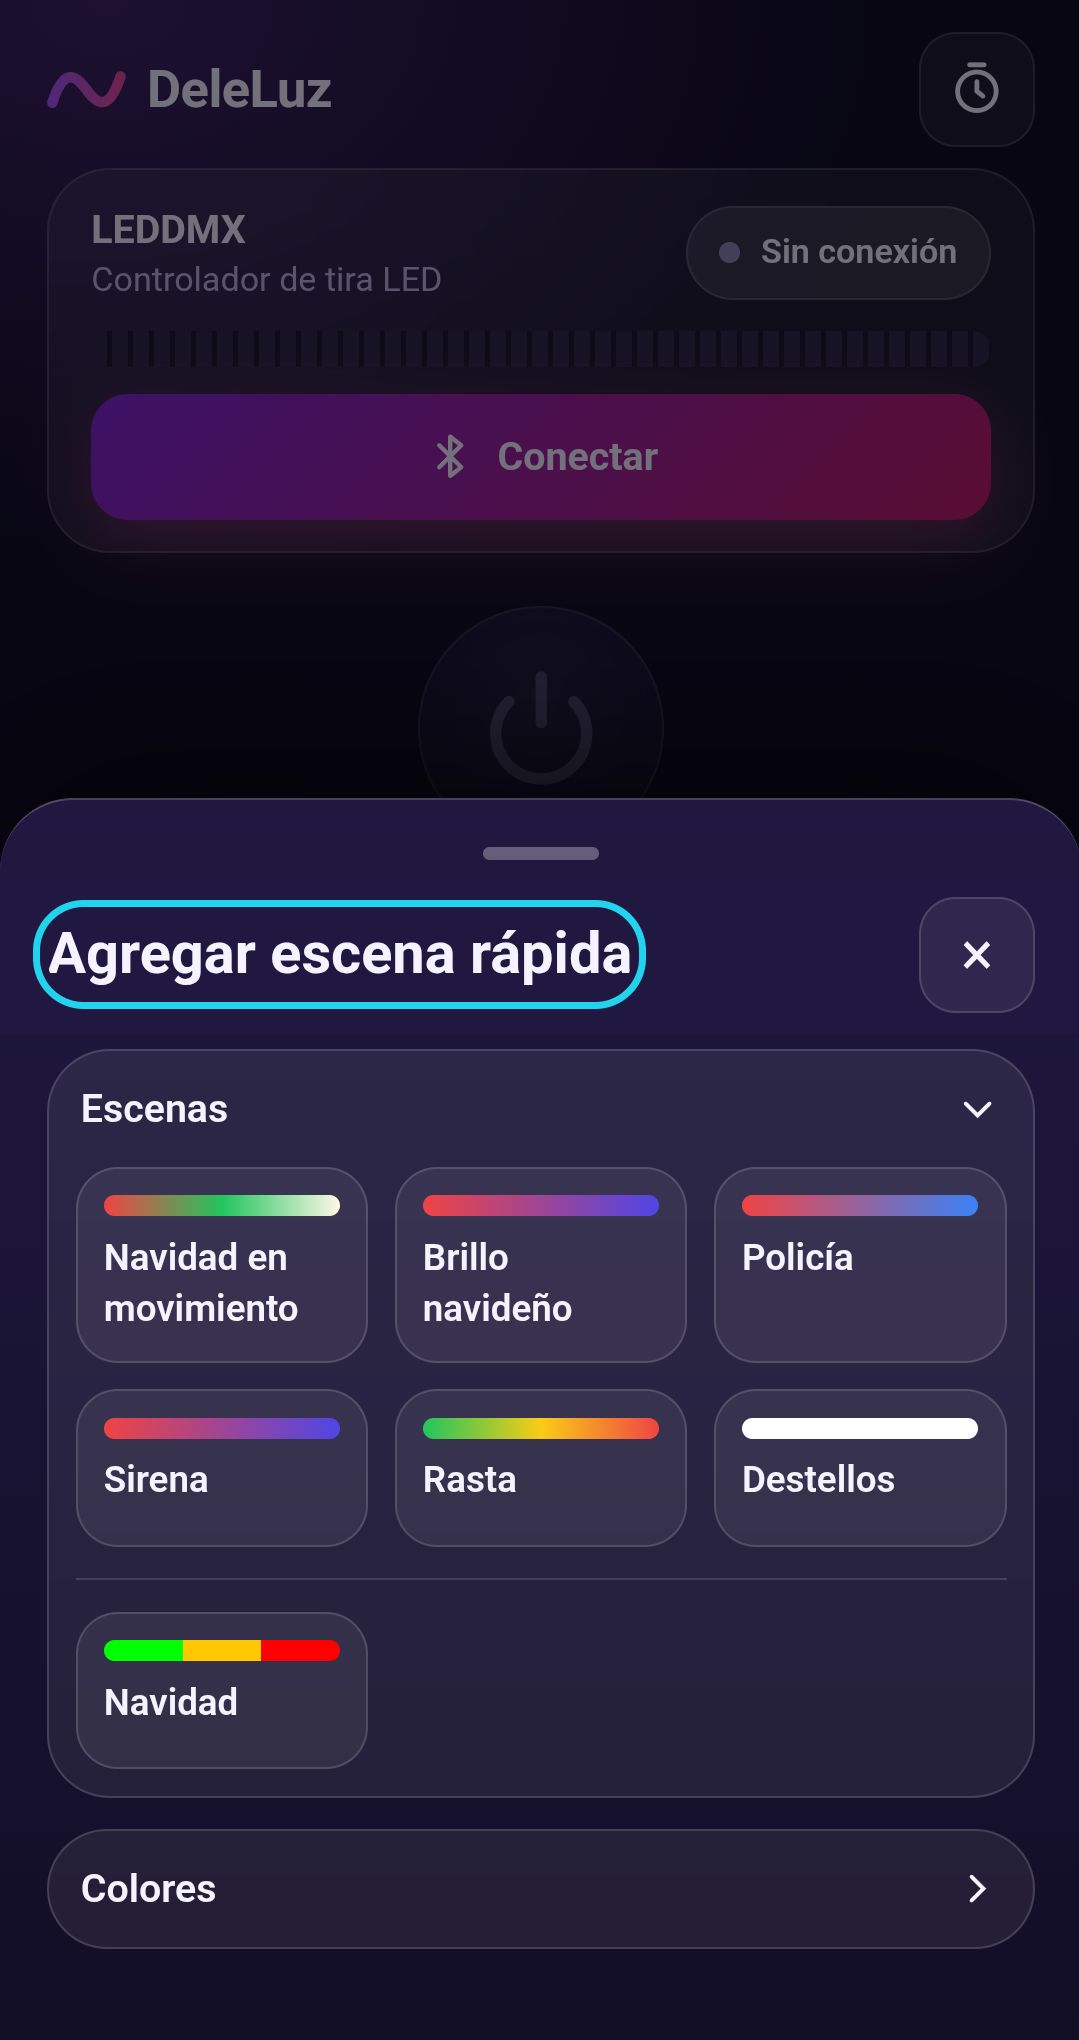 DeleLuz
LEDDMX
Controlador de tira LED
Sin conexión
Conectar
Agregar escena rápida
Escenas
Navidad en
movimiento
Brillo
navideño
Policía
Sirena
Rasta
Destellos
Navidad
Colores